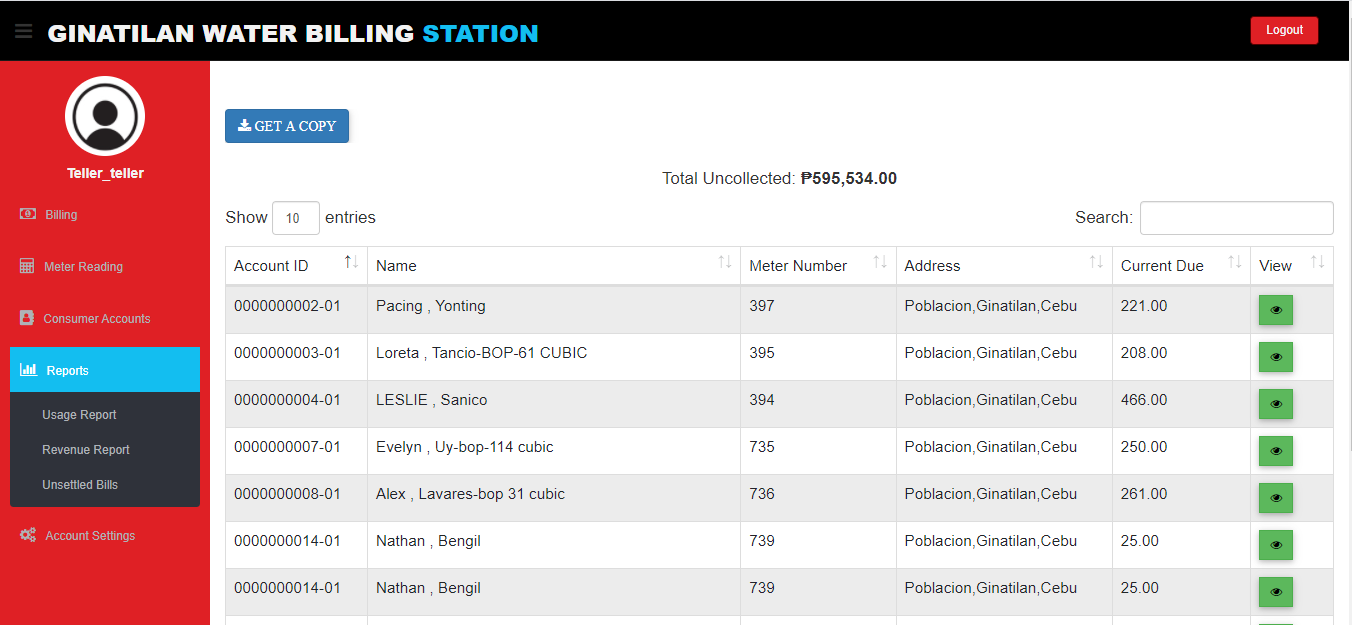 GINATILAN WATER BILLING STATION
Logout
Teller_teller
Billing
Meter Reading
Consumer Accounts
Reports
Usage Report
Revenue Report
Unsettled Bills
Account Settings
GET A COPY
Total Uncollected: ₱595,534.00
Show 10 entries
Search:
Account ID Name Meter Number Address Current Due View
0000000002-01 Pacing , Yonting 397 Poblacion,Ginatilan,Cebu 221.00
0000000003-01 Loreta , Tancio-BOP-61 CUBIC 395 Poblacion,Ginatilan,Cebu 208.00
0000000004-01 LESLIE , Sanico 394 Poblacion,Ginatilan,Cebu 466.00
0000000007-01 Evelyn , Uy-bop-114 cubic 735 Poblacion,Ginatilan,Cebu 250.00
0000000008-01 Alex , Lavares-bop 31 cubic 736 Poblacion,Ginatilan,Cebu 261.00
0000000014-01 Nathan , Bengil 739 Poblacion,Ginatilan,Cebu 25.00
0000000014-01 Nathan , Bengil 739 Poblacion,Ginatilan,Cebu 25.00